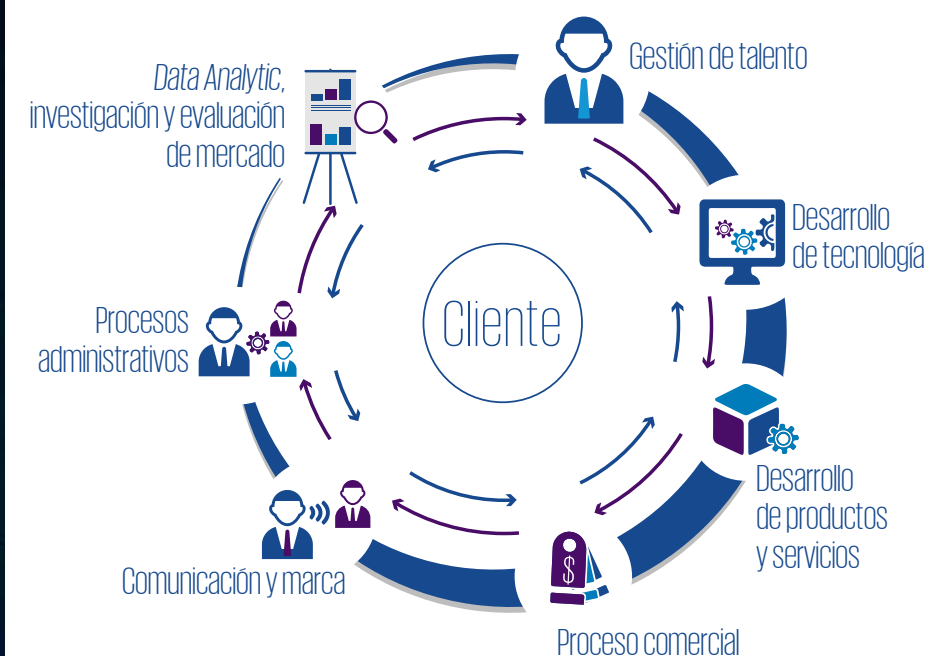 Gestión de talento
Data Analytic,
investigación y evaluación
de mercado
Desarrollo
de tecnología
Cliente
Procesos
administrativos
Desarrollo
de productos
y servicios
$
Comunicación y marca
Proceso comercial